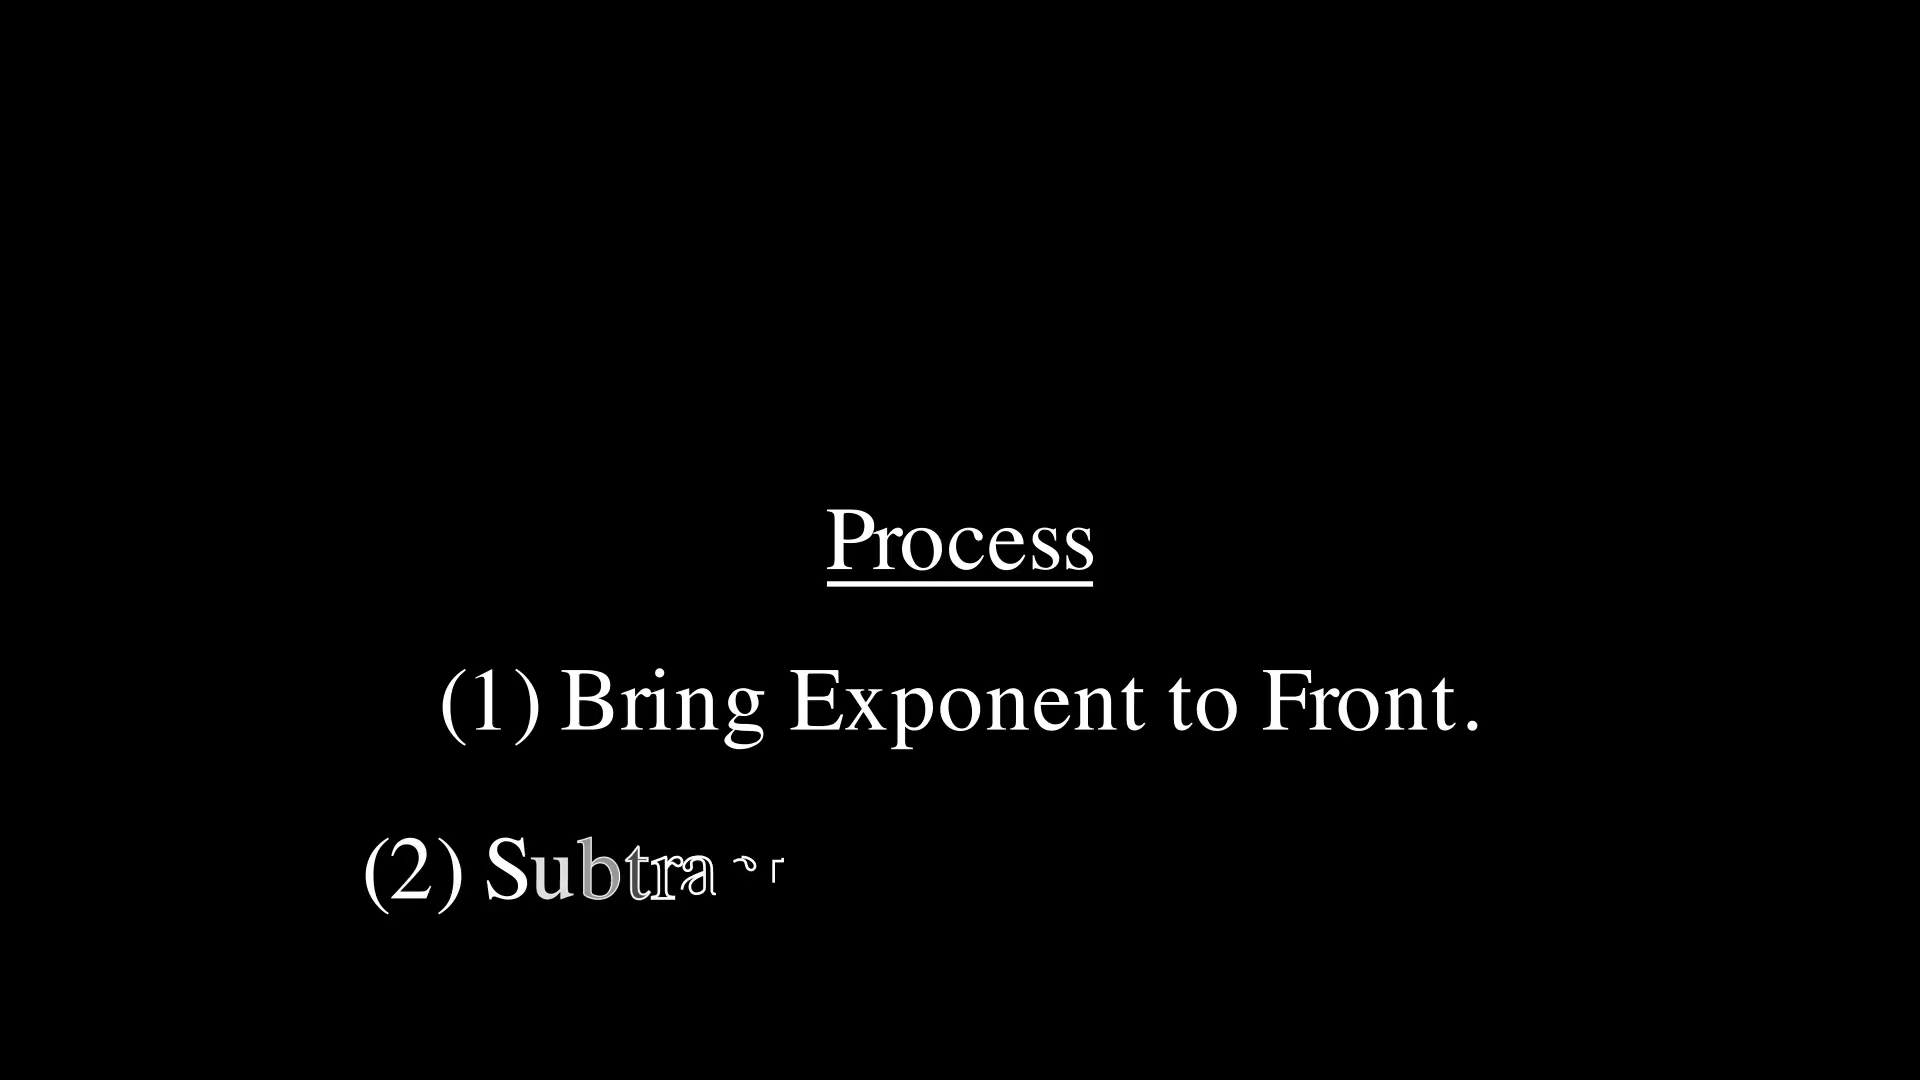 Process
(1) Bring Exponent to Front.
(2) Subtra